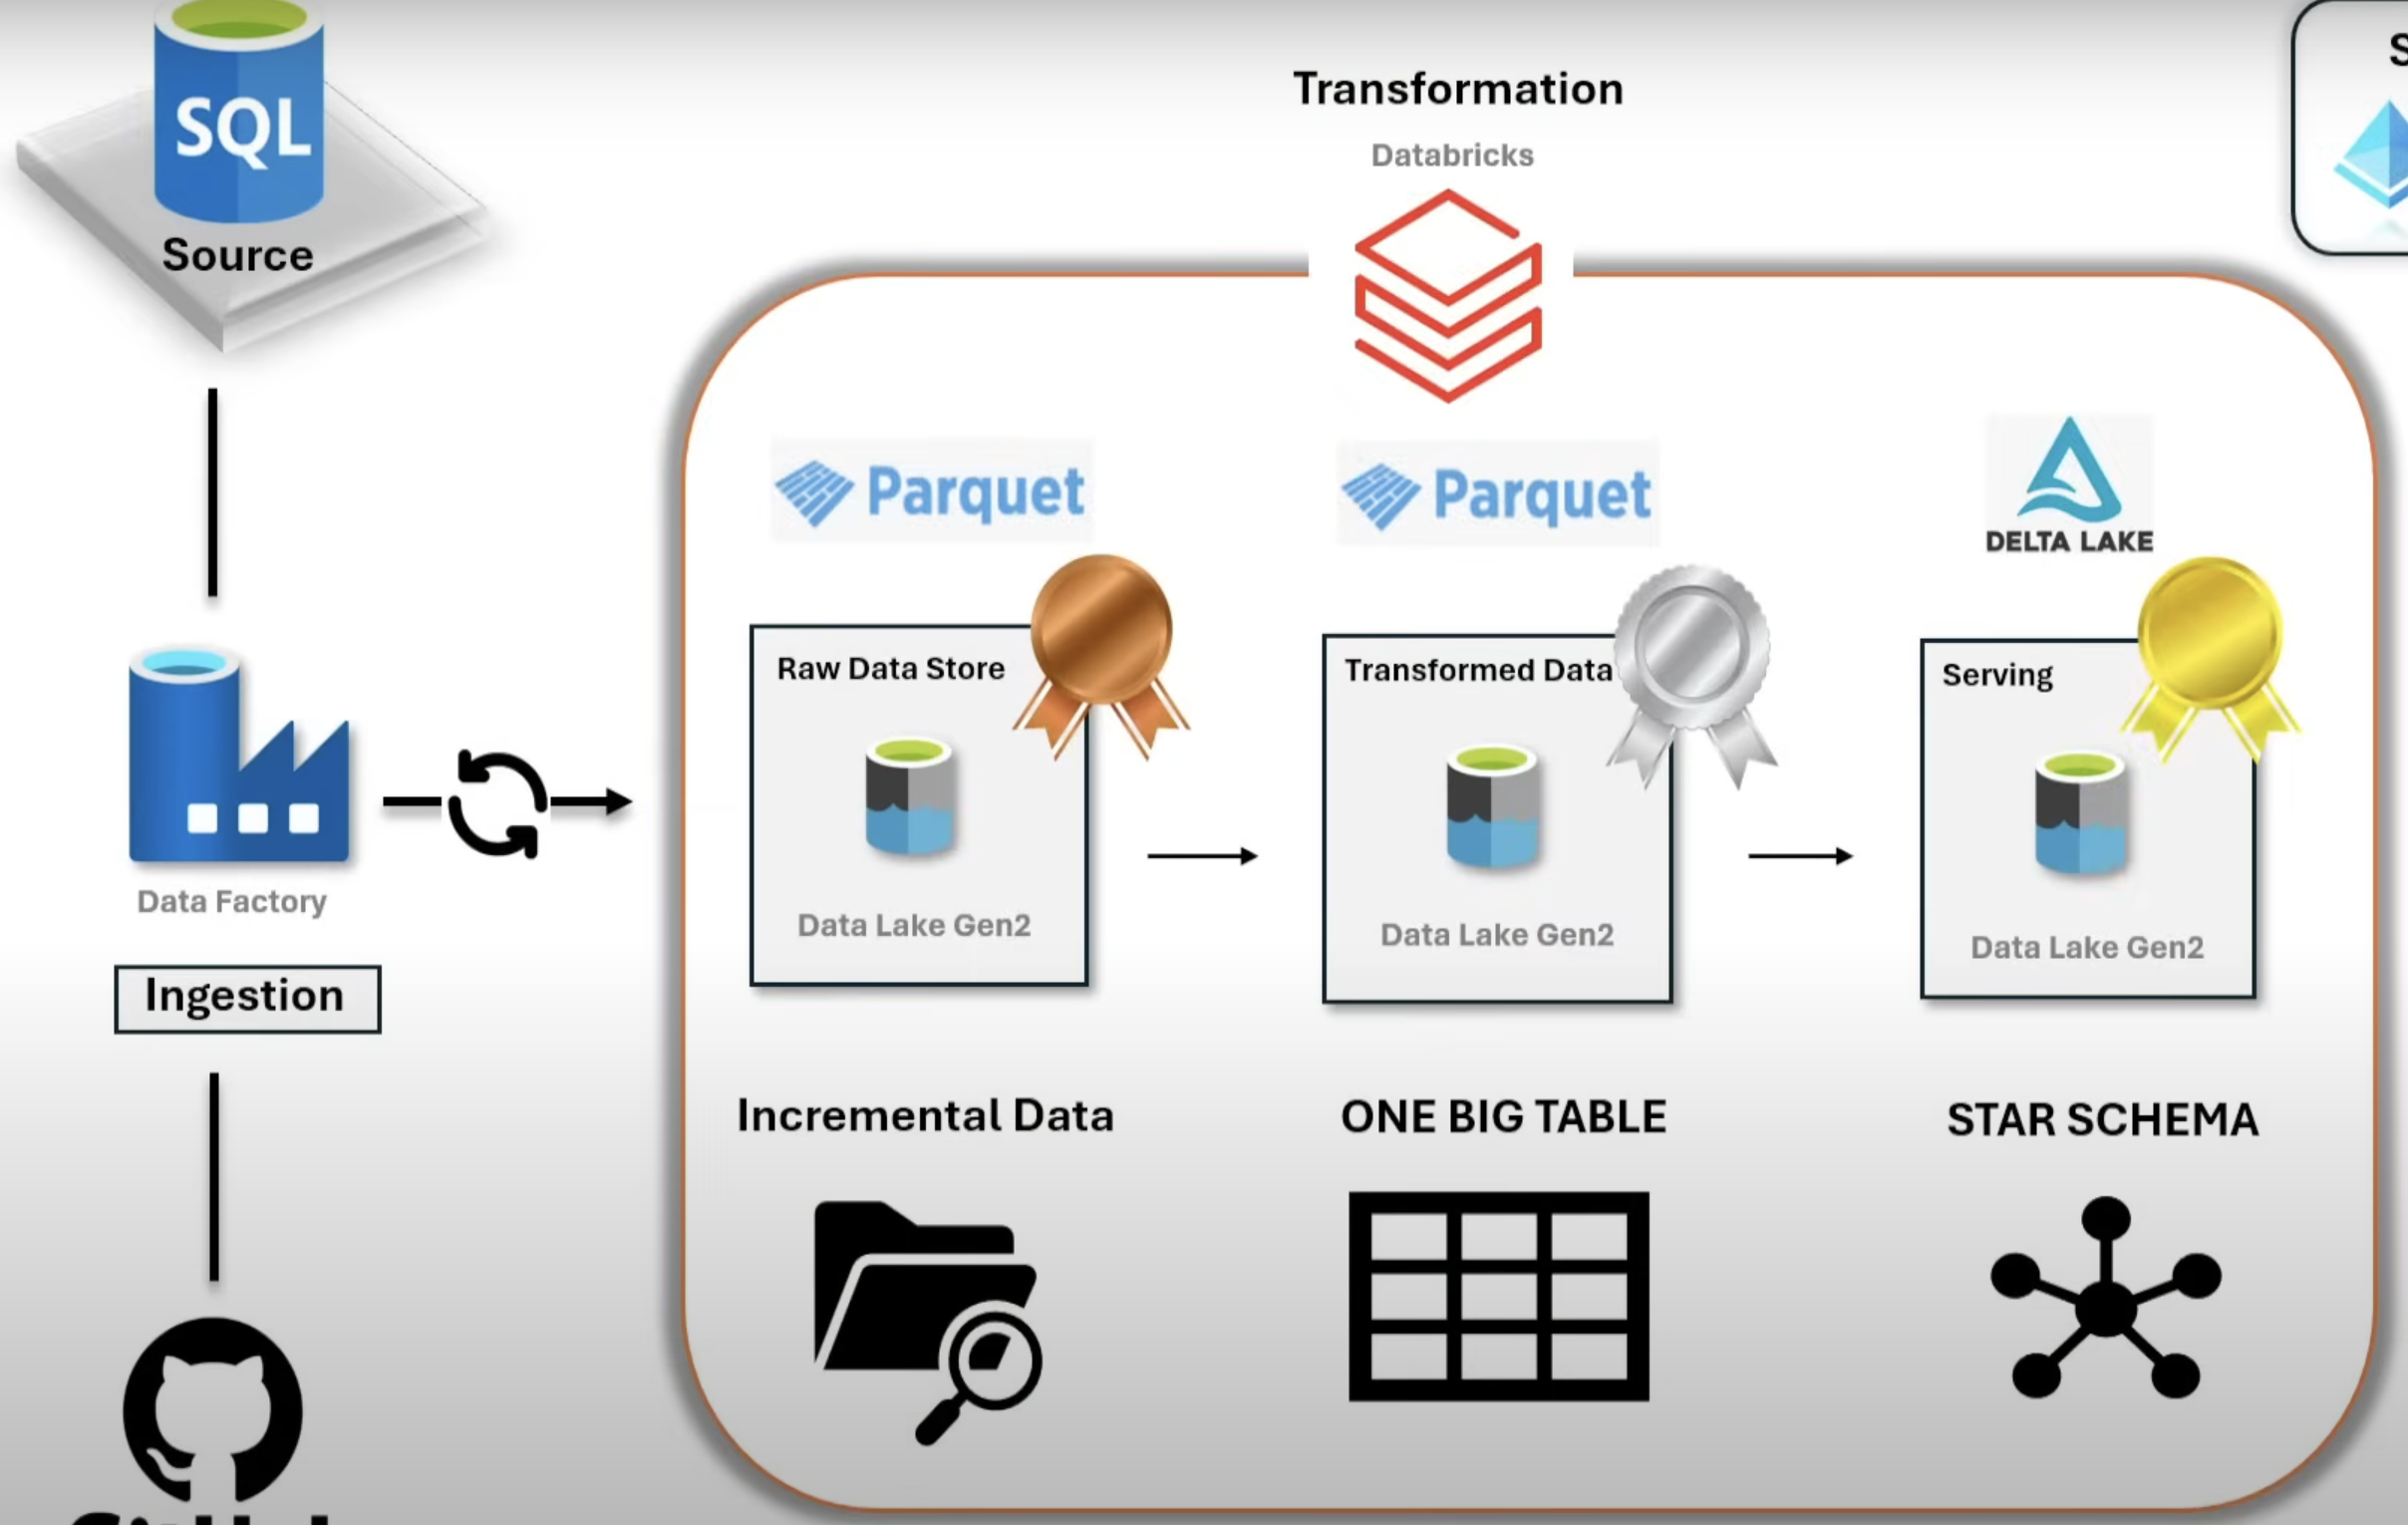 SQL
Source
Transformation
Databricks
S
Parquet
Parquet
DELTA LAKE
Raw Data Store
Transformed Data
Serving
Data Factory
Data Lake Gen2
Data Lake Gen2
Data Lake Gen2
Ingestion
Incremental Data
ONE BIG TABLE
STAR SCHEMA
GitHub